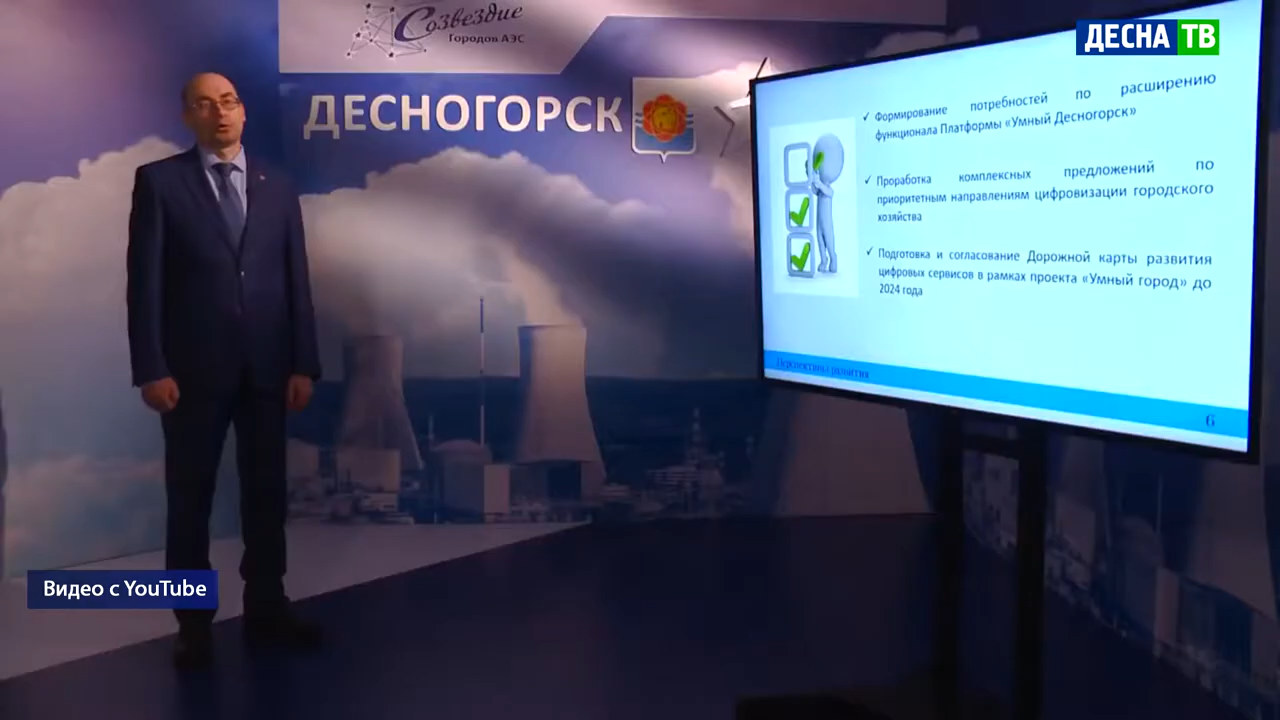 Созвездие
Городов АЭС
ДЕСНА ТВ
ДЕСНОГОРСК
✓ Формирование потребностей по расширению
функционала Платформы «Умный Десногорск»
✓ Проработка комплексных предложений по
приоритетным направлениям цифровизации городского
хозяйства
✓ Подготовка и согласование Дорожной карты развития
цифровых сервисов в рамках проекта «Умный город» до
2024 года
Перспективы развития
6
Видео с YouTube